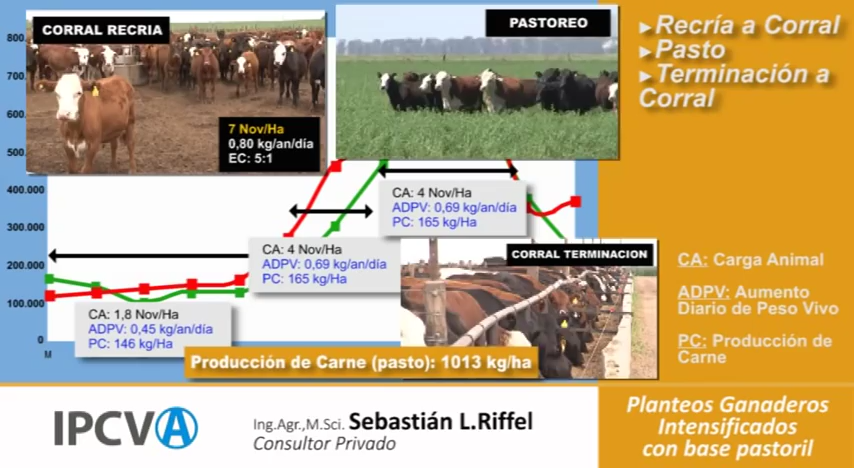 CORRAL RECRIA
PASTOREO
►Recría a Corral
►Pasto
►Terminación a
Corral
7 Nov/Ha
0,80 kg/an/día
EC: 5:1
800.
700.
600.
500.
400.000
300.000
200.000
100.000
0
M
CA: 4 Nov/Ha
ADPV: 0,69 kg/an/día
PC: 165 kg/Ha
CA: 4 Nov/Ha
ADPV: 0,69 kg/an/día
PC: 165 kg/Ha
CORRAL TERMINACION
CA: 1,8 Nov/Ha
ADPV: 0,45 kg/an/día
PC: 146 kg/Ha
Producción de Carne (pasto): 1013 kg/ha
CA: Carga Animal
ADPV: Aumento
Diario de Peso Vivo
PC: Producción de
Carne
IPCVA
Ing.Agr.,M.Sci. Sebastián L.Riffel
Consultor Privado
Planteos Ganaderos
Intensificados
con base pastoril